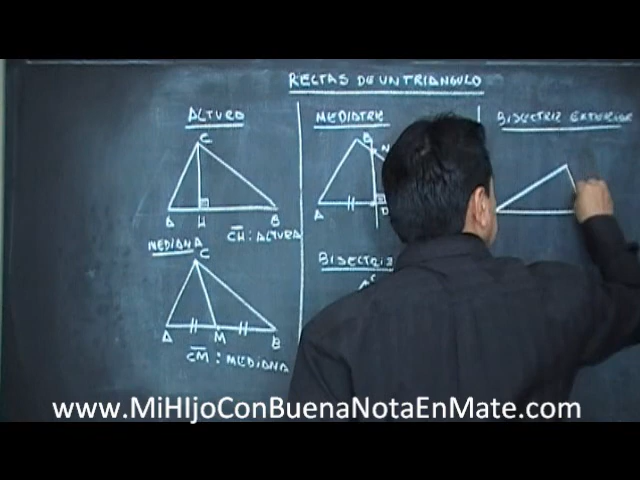 RECTAS DE UN TRIANGULO
ALTURA
C
A H B
CH : ALTURA
MEDIANA
C
A M B
CM : MEDIANA
MEDIATRIZ
B
N
A D
BISECTRIZ
C
BISECTRIZ EXTERIOR
www.MiHIjoConBuenaNotaEnMate.com